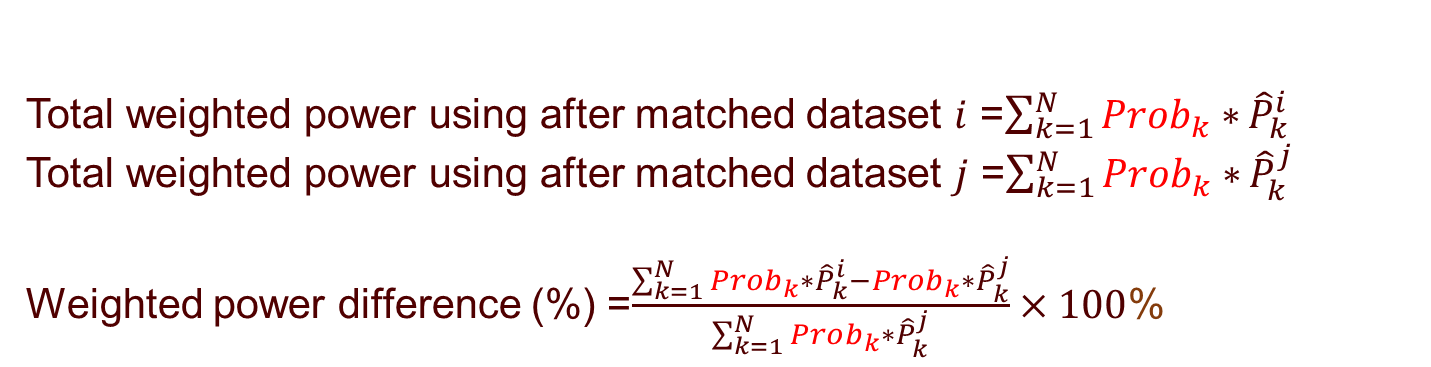 Total weighted power using after matched dataset 𝑖 =∑_{k=1}^{N} Prob_k * P̂_k^i
Total weighted power using after matched dataset 𝑗 =∑_{k=1}^{N} Prob_k * P̂_k^j
Weighted power difference (%) =\frac{∑_{k=1}^{N} Prob_k*P̂_k^i−Prob_k*P̂_k^j}{∑_{k=1}^{N} Prob_k*P̂_k^j} × 100%